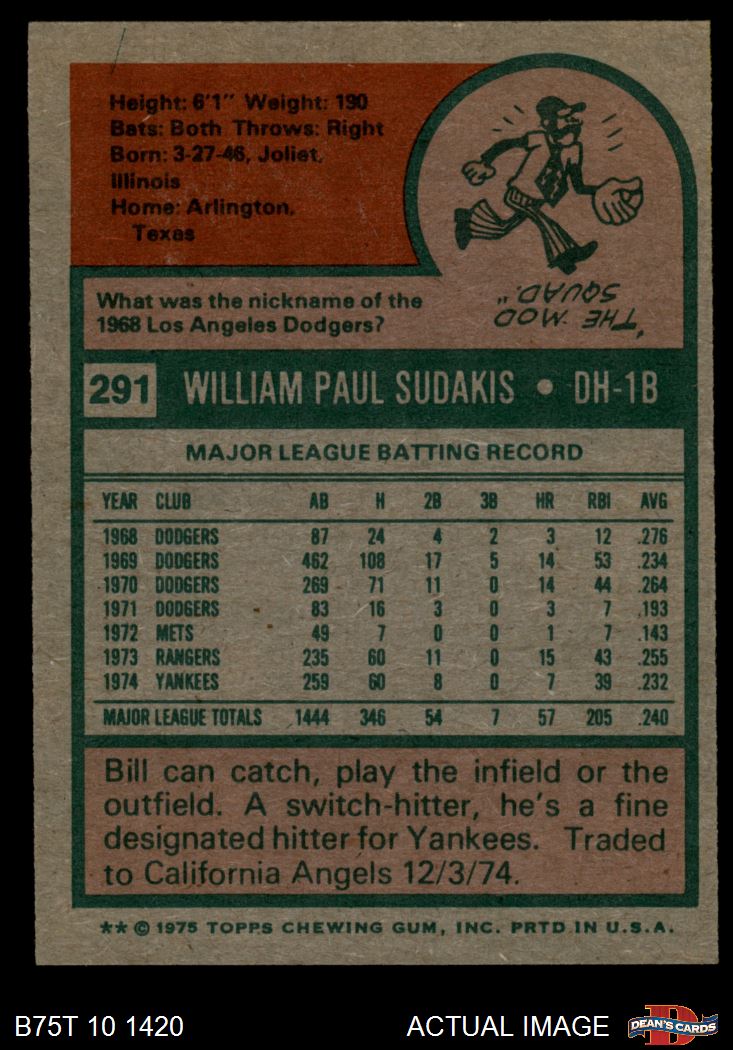 Height: 6'1" Weight: 190
Bats: Both Throws: Right
Born: 3-27-46, Joliet,
Illinois
Home: Arlington,
Texas
What was the nickname of the
1968 Los Angeles Dodgers?
"THE MOD
SQUAD."
291 WILLIAM PAUL SUDAKIS • DH-1B
MAJOR LEAGUE BATTING RECORD
YEAR CLUB AB H 2B 3B HR RBI AVG
1968 DODGERS 87 24 4 2 3 12 .276
1969 DODGERS 462 108 17 5 14 53 .234
1970 DODGERS 269 71 11 0 14 44 .264
1971 DODGERS 83 16 3 0 3 7 .193
1972 METS 49 7 0 0 1 7 .143
1973 RANGERS 235 60 11 0 15 43 .255
1974 YANKEES 259 60 8 0 7 39 .232
MAJOR LEAGUE TOTALS 1444 346 54 7 57 205 .240
Bill can catch, play the infield or the
outfield. A switch-hitter, he's a fine
designated hitter for Yankees. Traded
to California Angels 12/3/74.
** © 1975 TOPPS CHEWING GUM, INC. PRTD IN U.S.A.
B75T 10 1420 ACTUAL IMAGE D DEAN'S CARDS